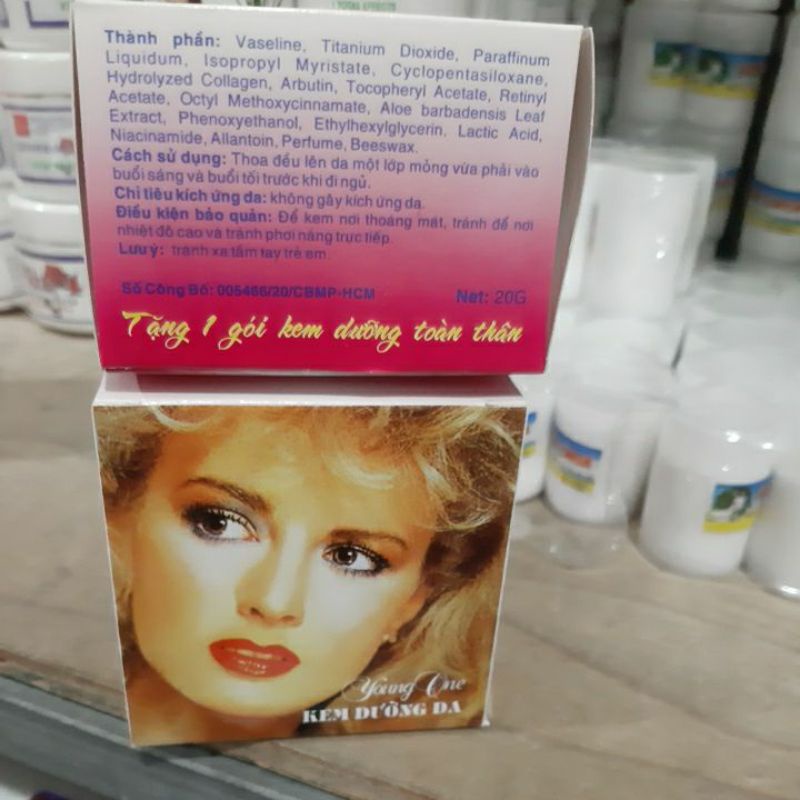 Thành phần: Vaseline, Titanium Dioxide, Paraffinum
Liquidum, Isopropyl Myristate, Cyclopentasiloxane,
Hydrolyzed Collagen, Arbutin, Tocopheryl Acetate, Retinyl
Acetate, Octyl Methoxycinnamate, Aloe barbadensis Leaf
Extract, Phenoxyethanol, Ethylhexylglycerin, Lactic Acid,
Niacinamide, Allantoin, Perfume, Beeswax.
Cách sử dụng: Thoa đều lên da một lớp mỏng vừa phải vào
buổi sáng và buổi tối trước khi đi ngủ.
Chỉ tiêu kích ứng da: không gây kích ứng da.
Điều kiện bảo quản: Để kem nơi thoáng mát, tránh để nơi
nhiệt độ cao và tránh phơi nắng trực tiếp.
Lưu ý: tránh xa tầm tay trẻ em.
Số Công Bố: 005466/20/CBMP-HCM Net: 20G
Tặng 1 gói kem dưỡng toàn thân
Young One
KEM DƯỠNG DA